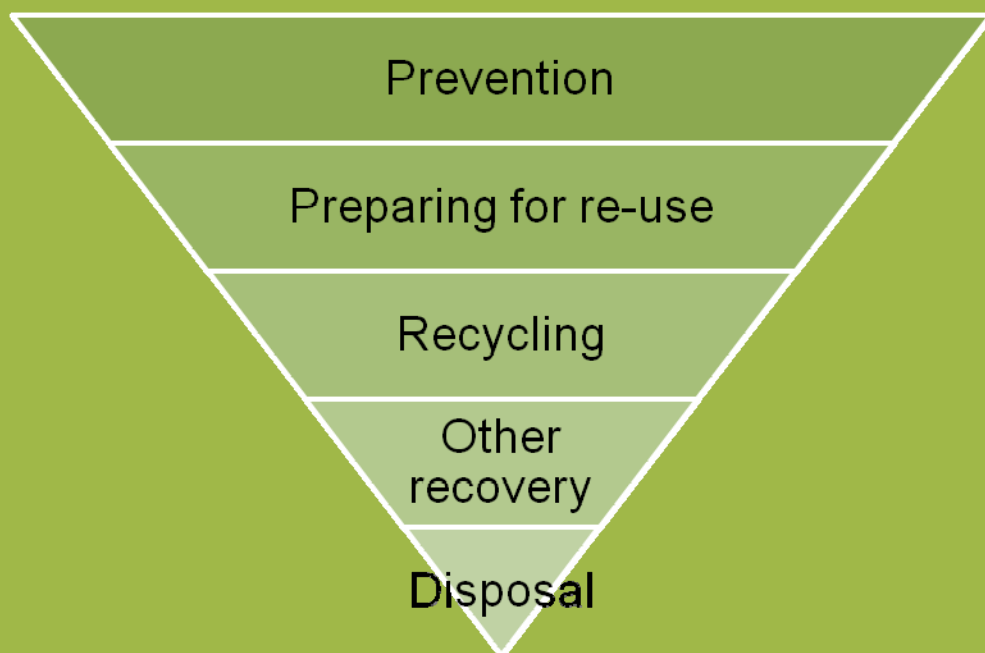 Prevention
Preparing for re-use
Recycling
Other
recovery
Disposal